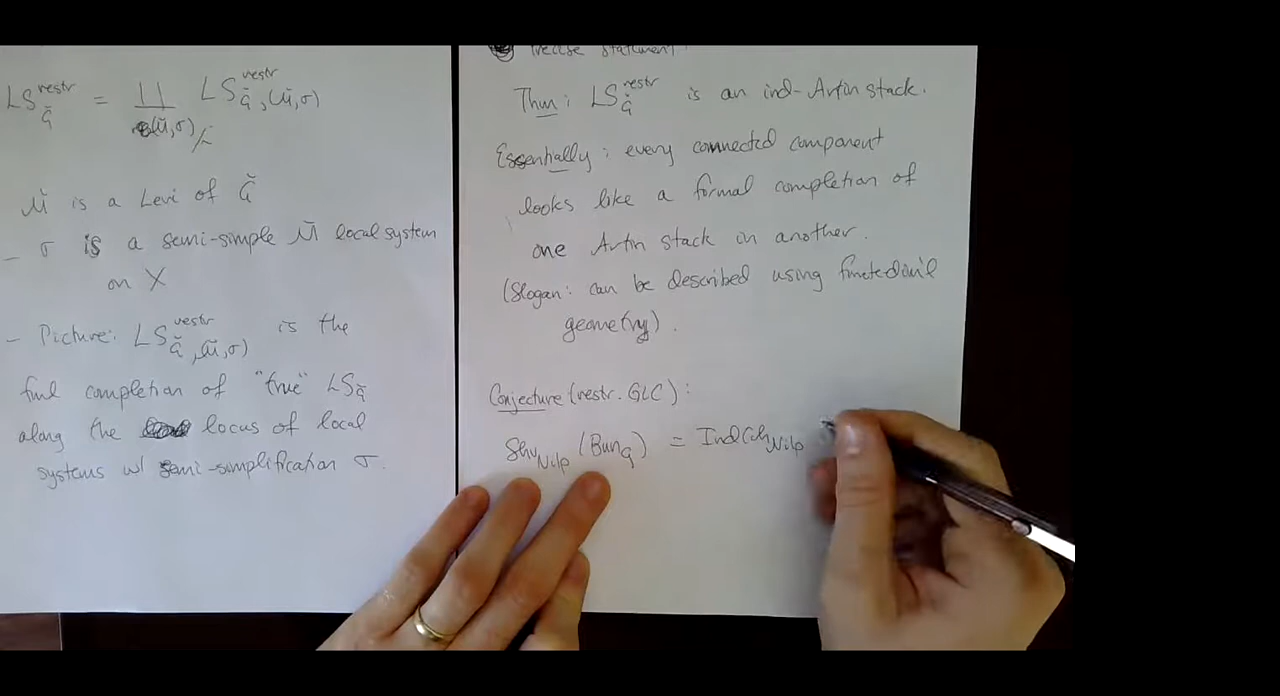 LS^restr_Ǧ = ∐ LS^restr_Ǧ,(M̌,σ)
(M̌,σ)/~
M̌ is a Levi of Ǧ
- σ is a semi-simple M̌ local system
on X
- Picture: LS^restr_Ǧ,(M̌,σ) is the
fml completion of "true" LS_Ǧ
along the locus of local
systems w/ semi-simplification σ.
Precise statement:
Thm: LS^restr_Ǧ is an ind-Artin stack.
Essentially: every connected component
looks like a formal completion of
one Artin stack in another.
(Slogan: can be described using
geometry).
Conjecture (restr. GLC):
Shv_Nilp (Bun_G) = IndCoh_Nilp